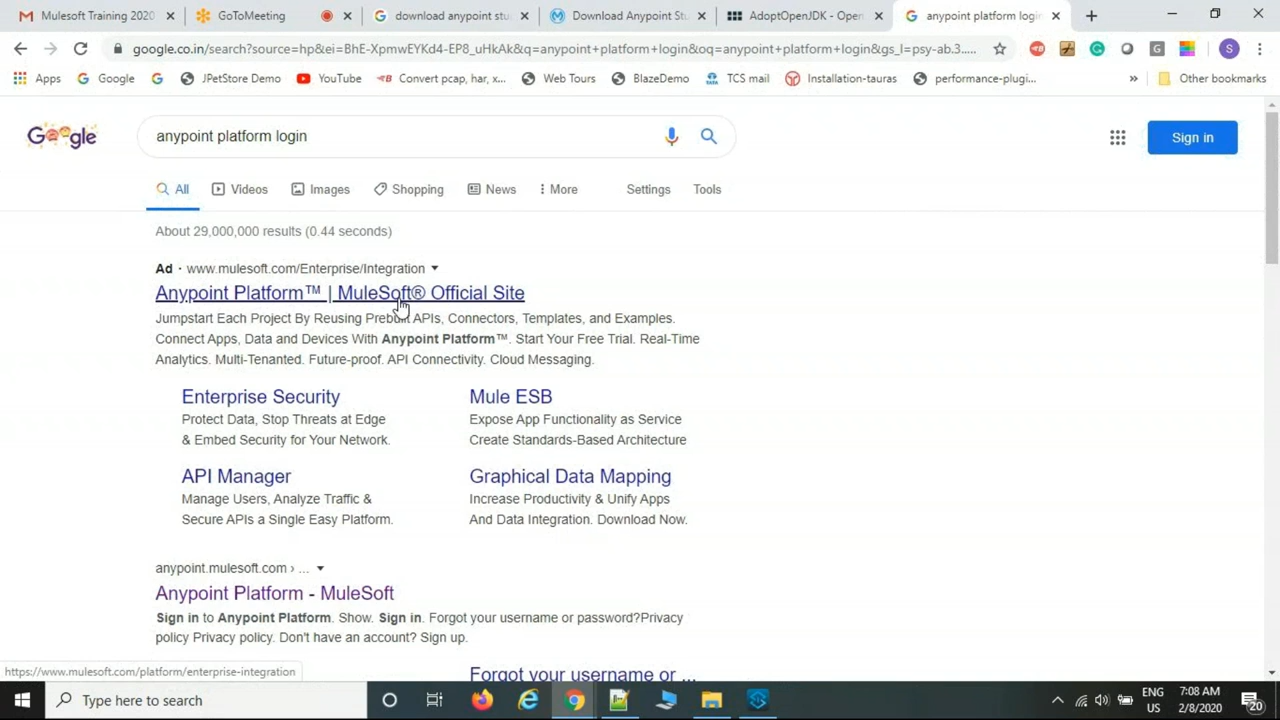 Mulesoft Training 2020
GoToMeeting
download anypoint stu
Download Anypoint Stu
AdoptOpenJDK - Open
anypoint platform login
google.co.in/search?source=hp&ei=BhE-XpmwEYKd4-EP8_uHkAk&q=anypoint+platform+login&oq=anypoint+platform+login&gs_l=psy-ab.3.....
S
Apps
Google
JPetStore Demo
YouTube
Convert pcap, har, x...
Web Tours
BlazeDemo
TCS mail
Installation-tauras
performance-plugi...
»
Other bookmarks
Google
anypoint platform login
Sign in
All
Videos
Images
Shopping
News
More
Settings
Tools
About 29,000,000 results (0.44 seconds)
Ad · www.mulesoft.com/Enterprise/Integration
Anypoint Platform™ | MuleSoft® Official Site
Jumpstart Each Project By Reusing Prebuilt APIs, Connectors, Templates, and Examples.
Connect Apps, Data and Devices With Anypoint Platform™. Start Your Free Trial. Real-Time
Analytics. Multi-Tenanted. Future-proof. API Connectivity. Cloud Messaging.
Enterprise Security
Protect Data, Stop Threats at Edge
& Embed Security for Your Network.
Mule ESB
Expose App Functionality as Service
Create Standards-Based Architecture
API Manager
Manage Users, Analyze Traffic &
Secure APIs a Single Easy Platform.
Graphical Data Mapping
Increase Productivity & Unify Apps
And Data Integration. Download Now.
anypoint.mulesoft.com › ...
Anypoint Platform - MuleSoft
Sign in to Anypoint Platform. Show. Sign in. Forgot your username or password?Privacy
policy Privacy policy. Don't have an account? Sign up.
Forgot your username or ...
https://www.mulesoft.com/platform/enterprise-integration
Type here to search
ENG
US
7:08 AM
2/8/2020
20